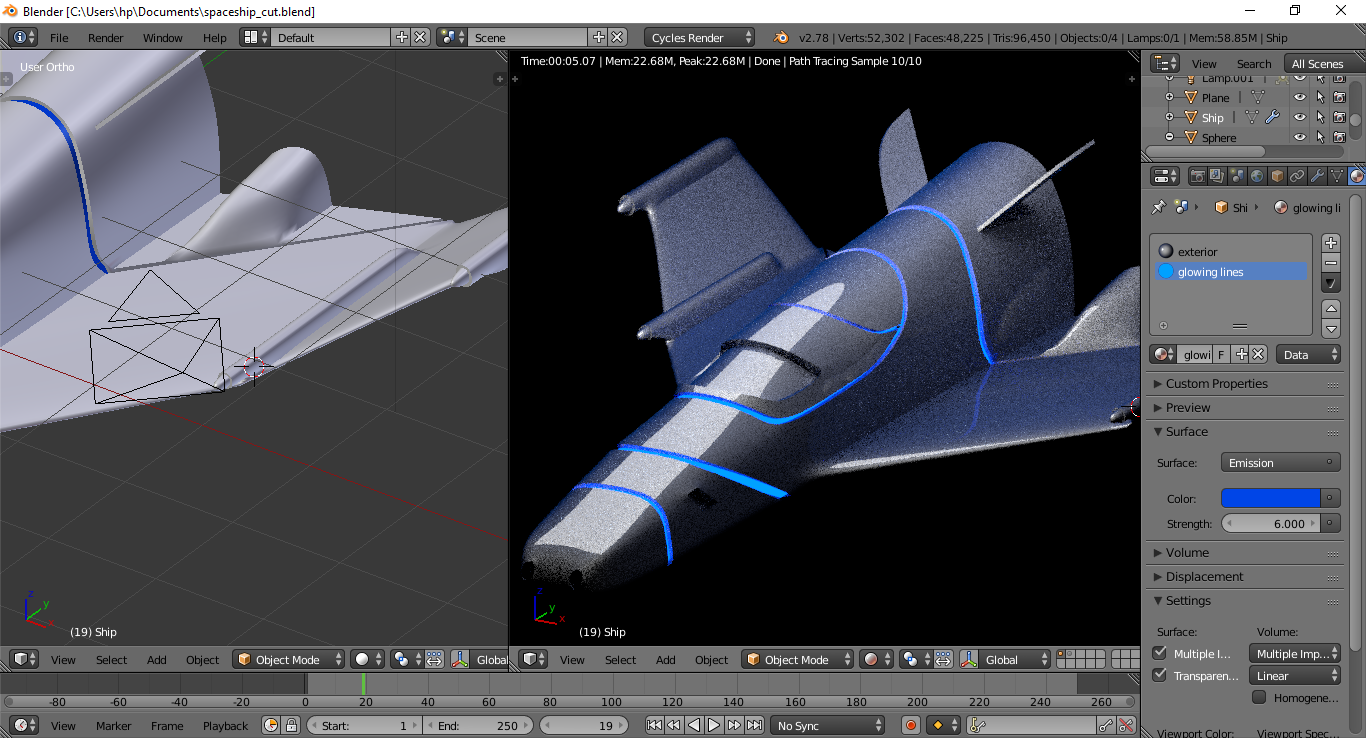 Blender [C:\Users\hp\Documents\spaceship_cut.blend]
File Render Window Help Default Scene Cycles Render v2.78 | Verts:52,302 | Faces:48,225 | Tris:96,450 | Objects:0/4 | Lamps:0/1 | Mem:58.85M | Ship
User Ortho
Time:00:05.07 | Mem:22.68M, Peak:22.68M | Done | Path Tracing Sample 10/10
View Search All Scenes
Lamp.001
Plane
Ship
Sphere
Shi glowing li
exterior
glowing lines
glowi F Data
Custom Properties
Preview
Surface
Surface: Emission
Color:
Strength: 6.000
Volume
Displacement
Settings
Surface: Volume:
Multiple I... Multiple Imp...
Transparen... Linear
Homogene...
Viewport Color: Viewport Spec...
z
y
x
(19) Ship
z
y
x
(19) Ship
View Select Add Object Object Mode Global
View Select Add Object Object Mode Global
-80 -60 -40 -20 0 20 40 60 80 100 120 140 160 180 200 220 240 260
View Marker Frame Playback Start: 1 End: 250 19 No Sync